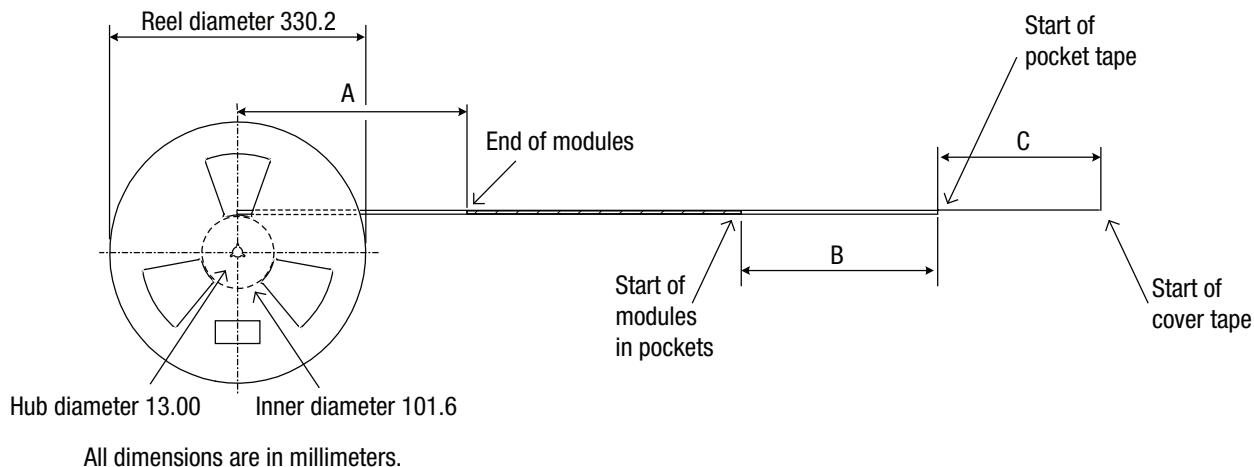 Reel diameter 330.2
Start of
pocket tape
A
End of modules
C
B
Start of
modules
in pockets
Start of
cover tape
Hub diameter 13.00
Inner diameter 101.6
All dimensions are in millimeters.